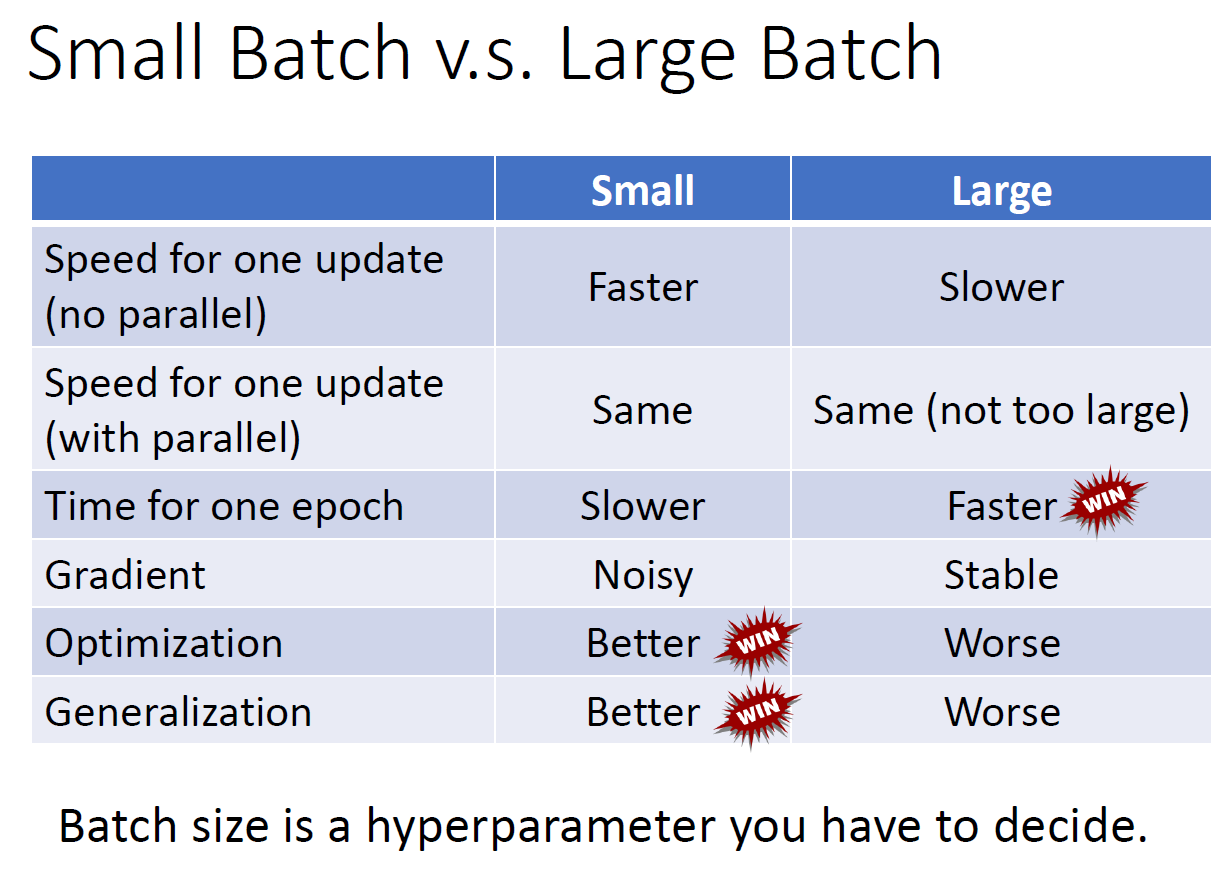 Small Batch v.s. Large Batch
Small Large
Speed for one update
(no parallel)
Faster Slower
Speed for one update
(with parallel)
Same Same (not too large)
Time for one epoch Slower Faster WIN
Gradient Noisy Stable
Optimization Better WIN Worse
Generalization Better WIN Worse
Batch size is a hyperparameter you have to decide.